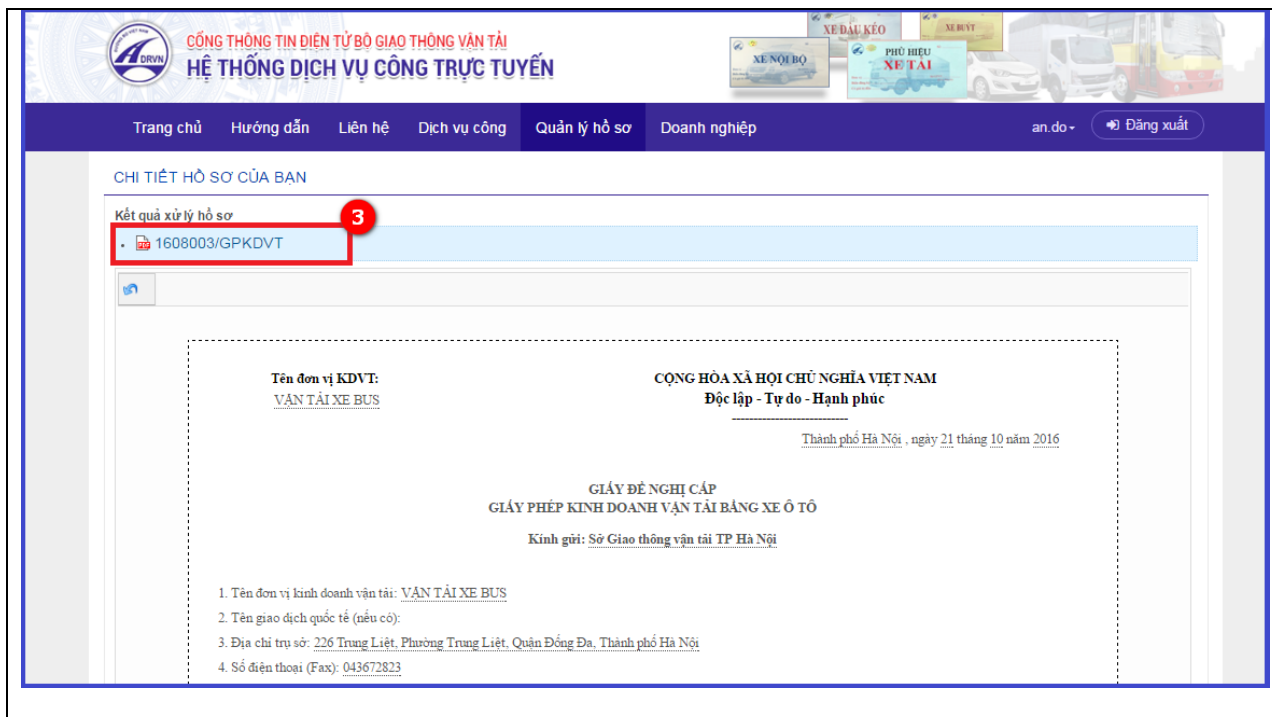 CỔNG THÔNG TIN ĐIỆN TỬ BỘ GIAO THÔNG VẬN TẢI
HỆ THỐNG DỊCH VỤ CÔNG TRỰC TUYẾN
DRVN
XE ĐẦU KÉO
XE BUÝT
XE NỘI BỘ
PHÙ HIỆU
XE TẢI
Trang chủ Hướng dẫn Liên hệ Dịch vụ công Quản lý hồ sơ Doanh nghiệp an.do Đăng xuất
CHI TIẾT HỒ SƠ CỦA BẠN
Kết quả xử lý hồ sơ
3
1608003/GPKDVT
Tên đơn vị KDVT: CỘNG HÒA XÃ HỘI CHỦ NGHĨA VIỆT NAM
VẬN TẢI XE BUS Độc lập - Tự do - Hạnh phúc
Thành phố Hà Nội , ngày 21 tháng 10 năm 2016
GIẤY ĐỀ NGHỊ CẤP
GIẤY PHÉP KINH DOANH VẬN TẢI BẰNG XE Ô TÔ
Kính gửi: Sở Giao thông vận tải TP Hà Nội
1. Tên đơn vị kinh doanh vận tải: VẬN TẢI XE BUS
2. Tên giao dịch quốc tế (nếu có):
3. Địa chỉ trụ sở: 226 Trung Liệt, Phường Trung Liệt, Quận Đống Đa, Thành phố Hà Nội
4. Số điện thoại (Fax): 043672823